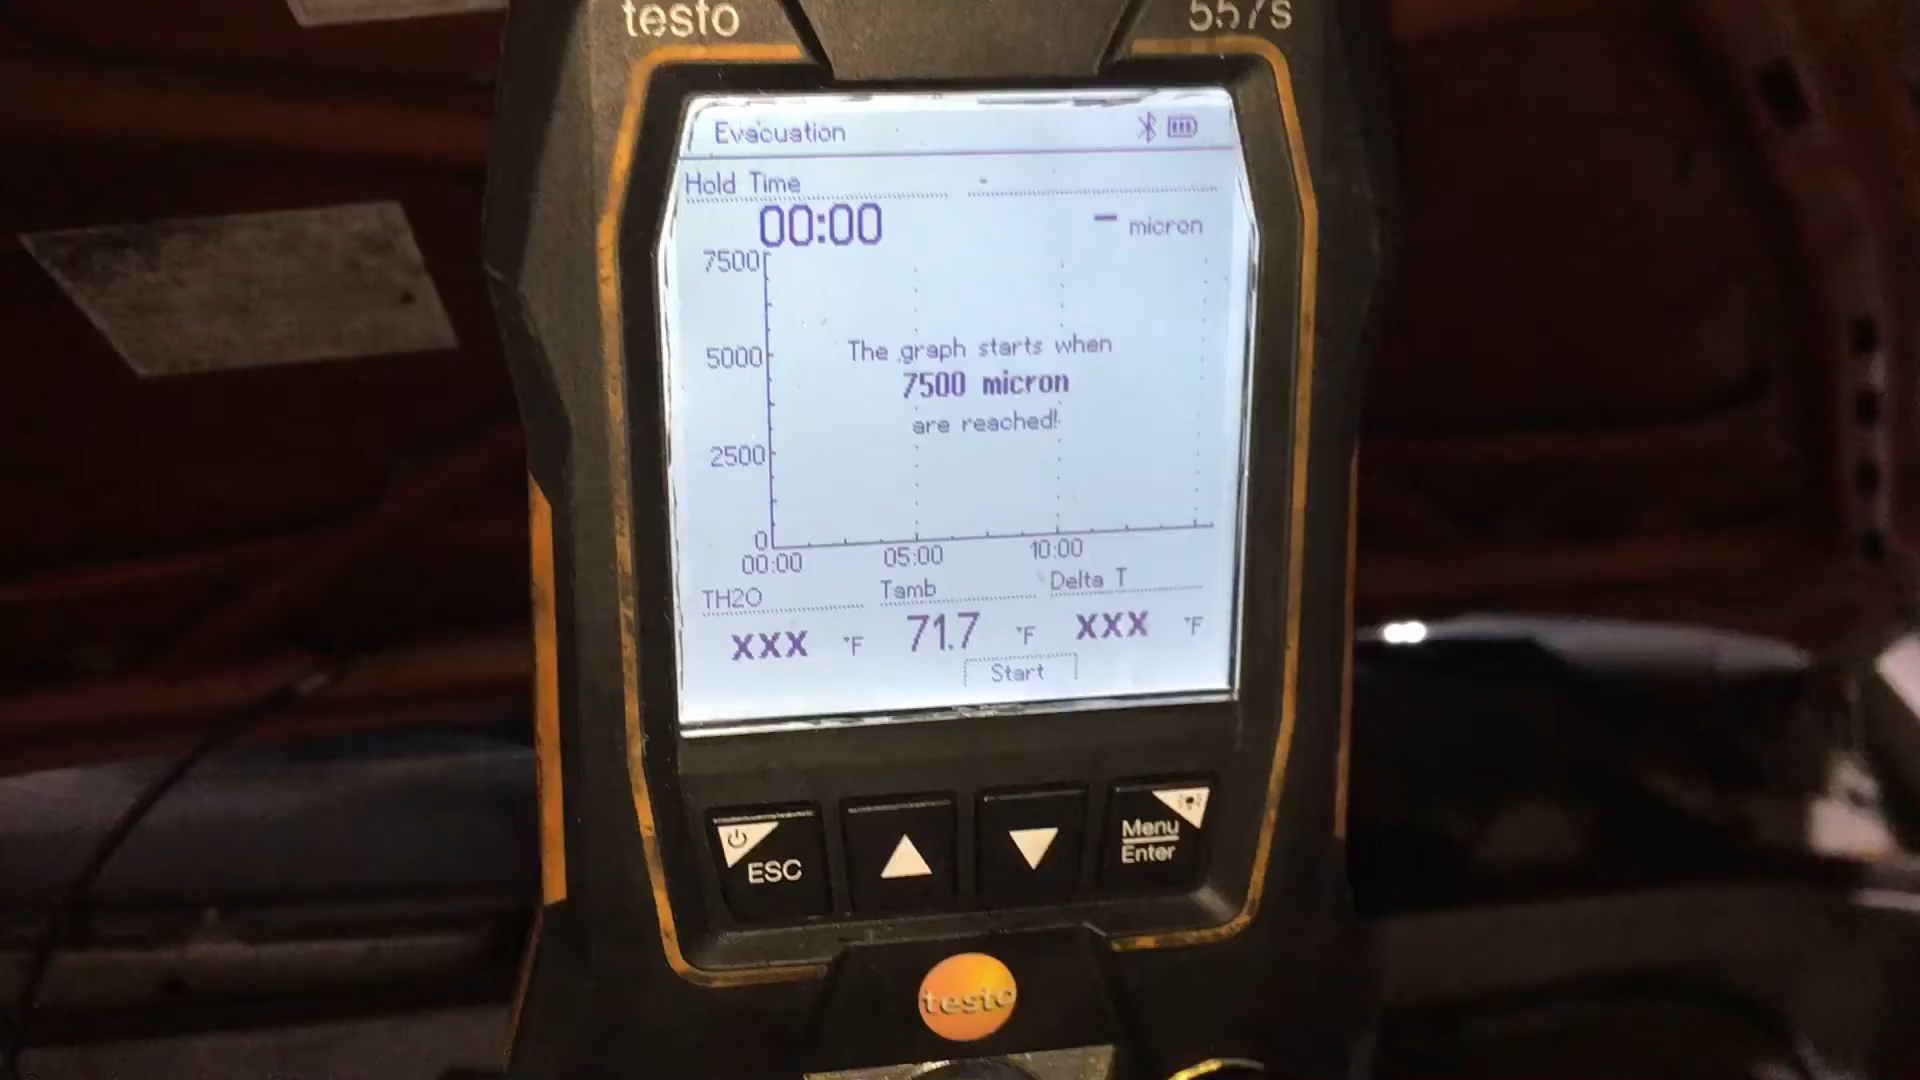 testo 557s
Evacuation
Hold Time -
00:00 - micron
7500
5000
2500
0
The graph starts when
7500 micron
are reached!
00:00 05:00 10:00
TH2O Tamb Delta T
xxx °F 71.7 °F xxx °F
Start
ESC
Menu
Enter
testo